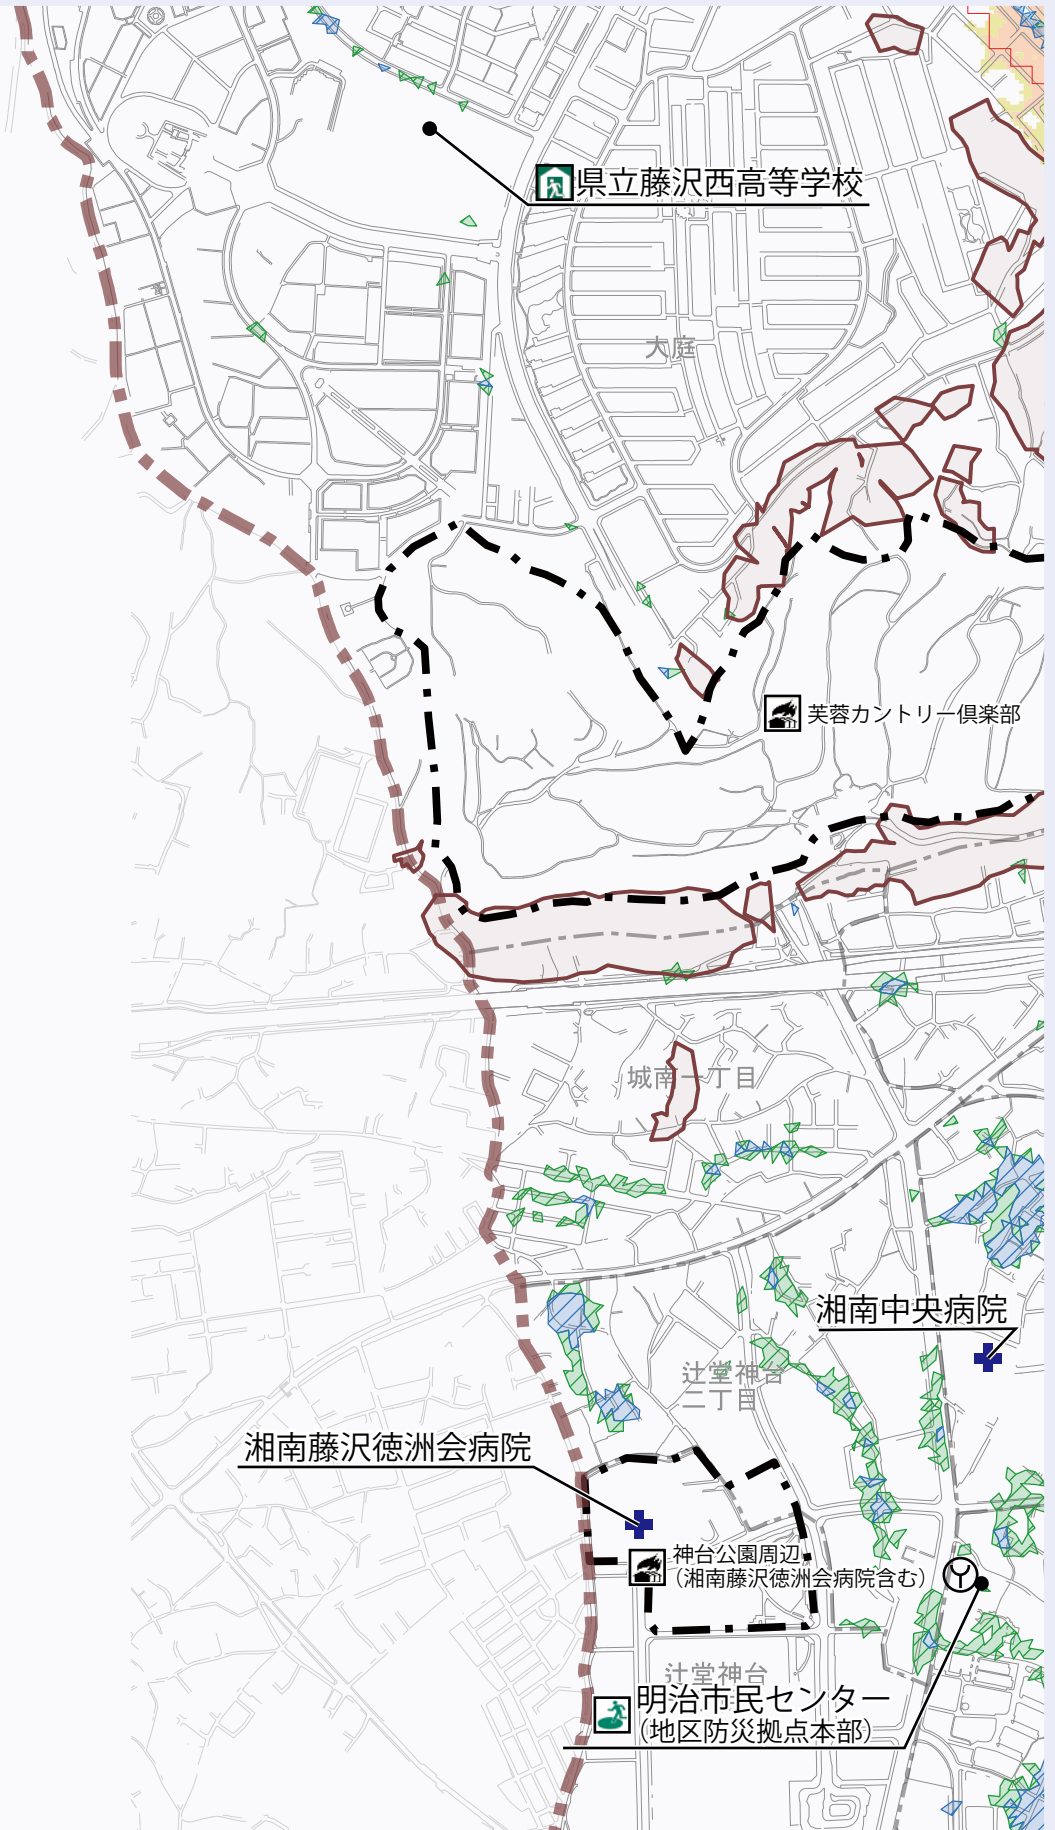 県立藤沢西高等学校
大庭
芙蓉カントリー倶楽部
城南一丁目
湘南中央病院
辻堂神台
二丁目
湘南藤沢徳洲会病院
神台公園周辺
（湘南藤沢徳洲会病院含む）
辻堂神台
明治市民センター
（地区防災拠点本部）